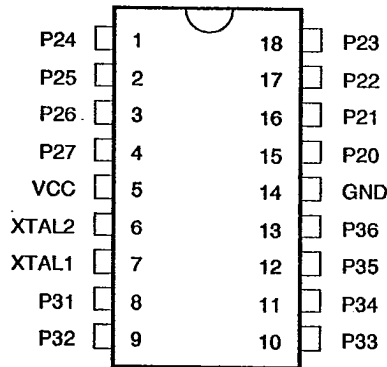 P24 1 18 P23
P25 2 17 P22
P26 3 16 P21
P27 4 15 P20
VCC 5 14 GND
XTAL2 6 13 P36
XTAL1 7 12 P35
P31 8 11 P34
P32 9 10 P33